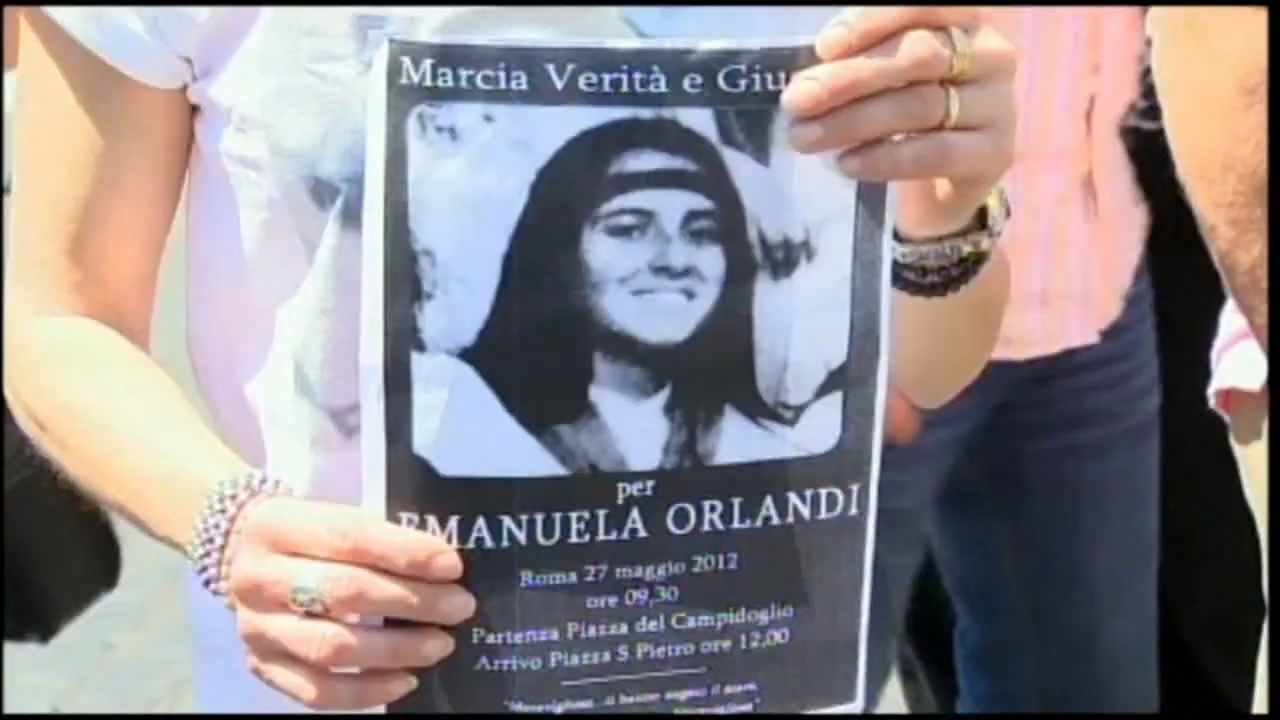 Marcia Verità e Giu
per
EMANUELA ORLANDI
Roma 27 maggio 2012
ore 09,30
Partenza Piazza del Campidoglio
Arrivo Piazza S Pietro ore 12,00
il